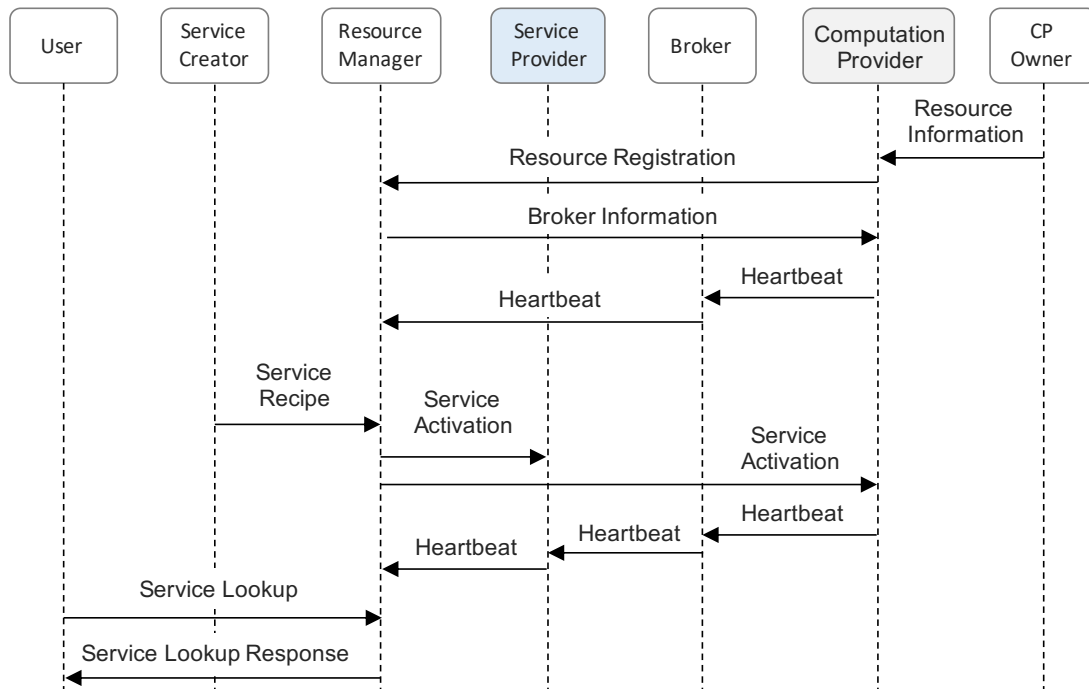 User
Service
Creator
Resource
Manager
Service
Provider
Broker
Computation
Provider
CP
Owner
Resource
Information
Resource Registration
Broker Information
Heartbeat
Heartbeat
Service
Recipe
Service
Activation
Service
Activation
Heartbeat
Heartbeat
Heartbeat
Service Lookup
Service Lookup Response